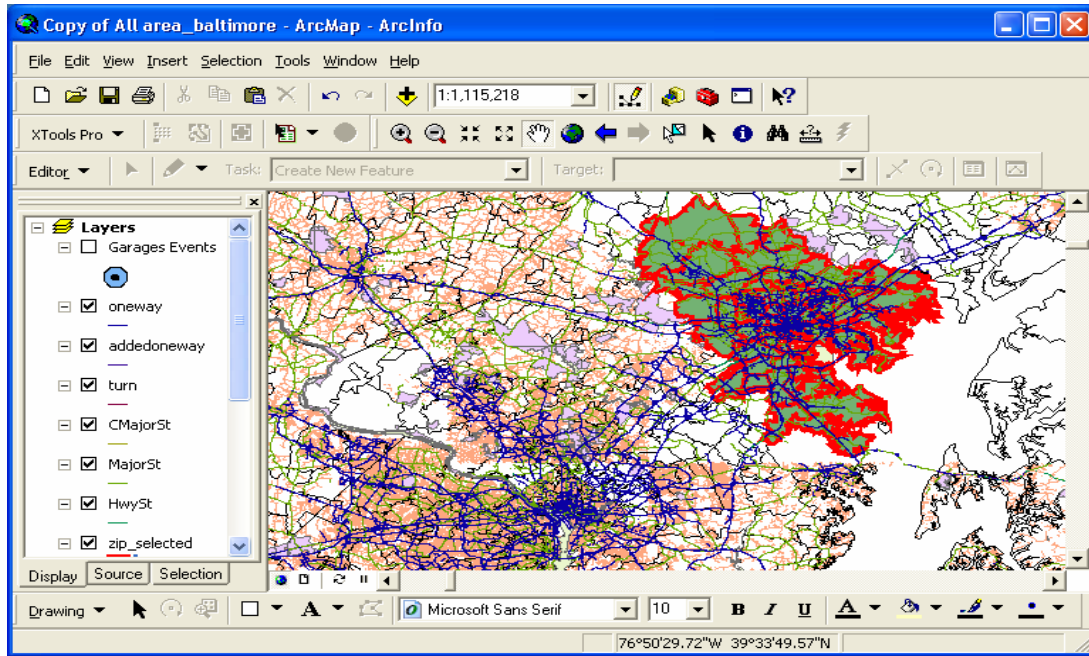 Copy of All area_baltimore - ArcMap - ArcInfo
File Edit View Insert Selection Tools Window Help
1:1,115,218
XTools Pro
Editor Task: Create New Feature Target:
Layers
Garages Events
oneway
addedoneway
turn
CMajorSt
MajorSt
HwySt
zip_selected
Display Source Selection
Drawing A Microsoft Sans Serif 10 B I U A
76°50'29.72"W 39°33'49.57"N